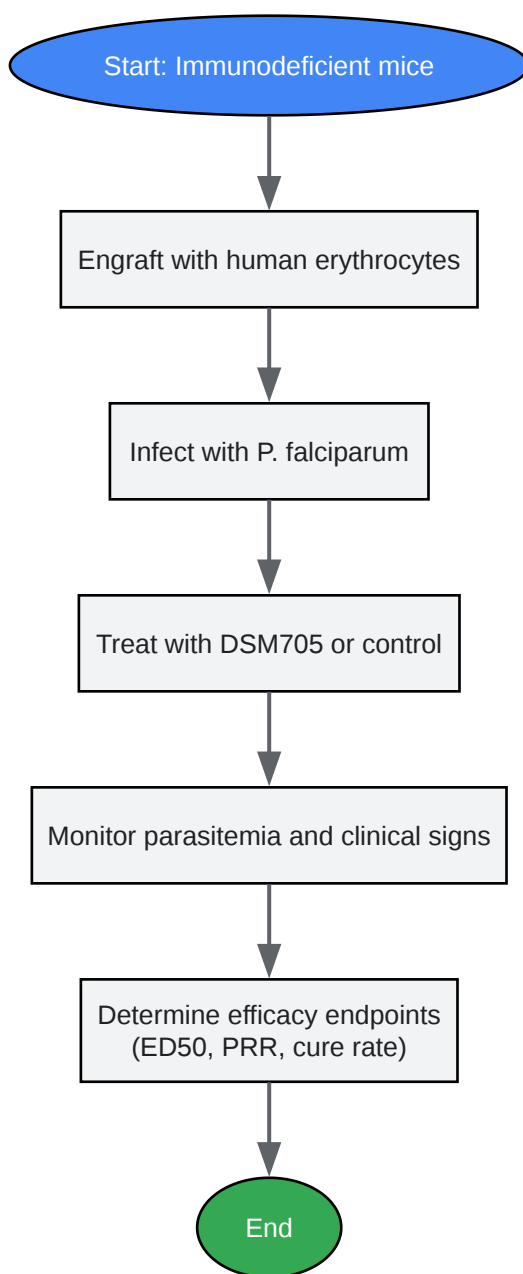 Start: Immunodeficient mice
Engraft with human erythrocytes
Infect with P. falciparum
Treat with DSM705 or control
Monitor parasitemia and clinical signs
Determine efficacy endpoints
(ED50, PRR, cure rate)
End